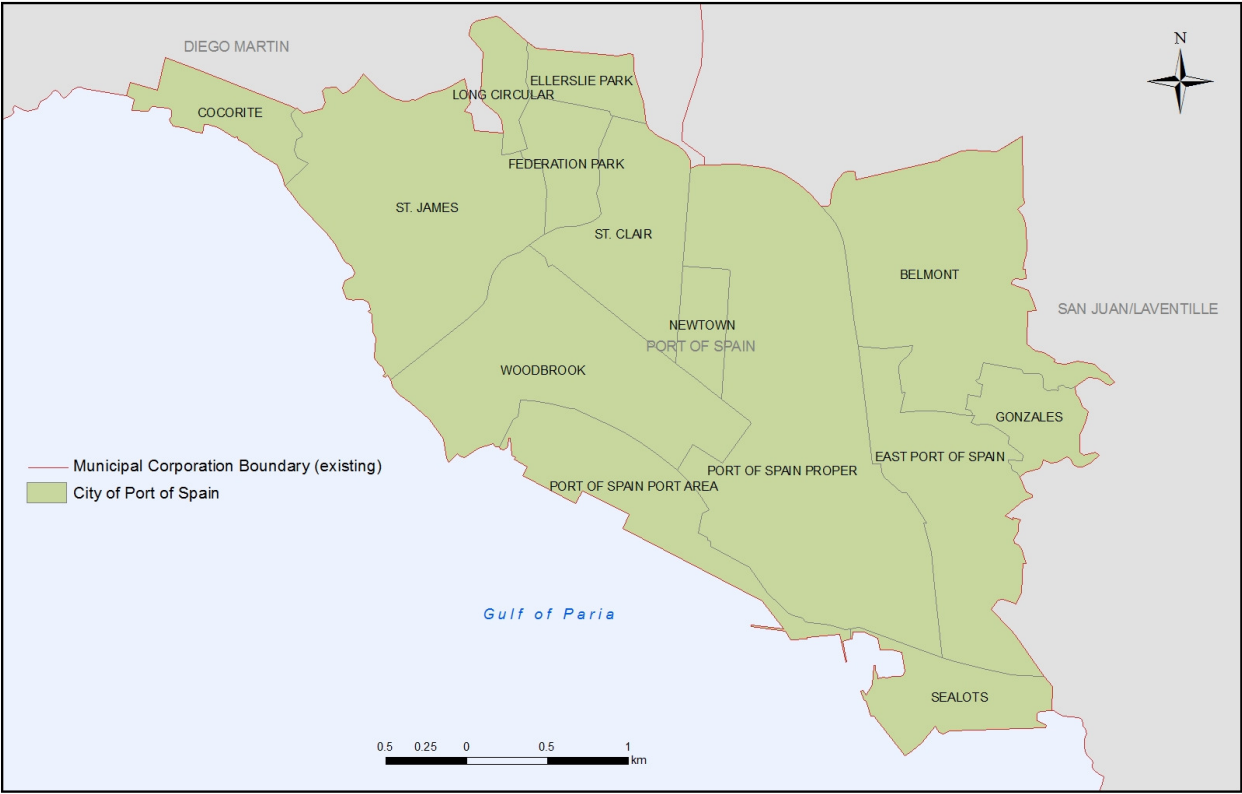 N
DIEGO MARTIN
ELLERSLIE PARK
LONG CIRCULAR
COCORITE
FEDERATION PARK
ST. JAMES
ST. CLAIR
BELMONT
SAN JUAN/LAVENTILLE
NEWTOWN
PORT OF SPAIN
WOODBROOK
GONZALES
EAST PORT OF SPAIN
PORT OF SPAIN PROPER
PORT OF SPAIN PORT AREA
Municipal Corporation Boundary (existing)
City of Port of Spain
Gulf of Paria
SEALOTS
0.5 0.25 0 0.5 1
km